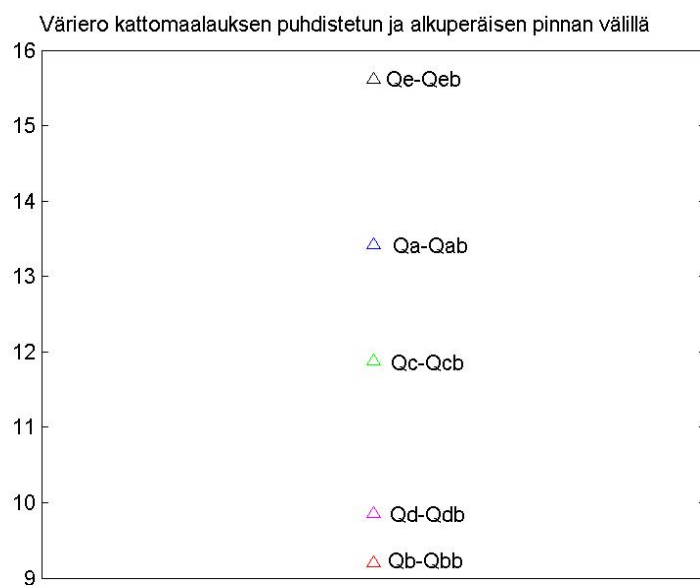 Väriero kattomaalauksen puhdistetun ja alkuperäisen pinnan välillä
16
Qe-Qeb
15
14
Qa-Qab
13
12
Qc-Qcb
11
10
Qd-Qdb
Qb-Qbb
9